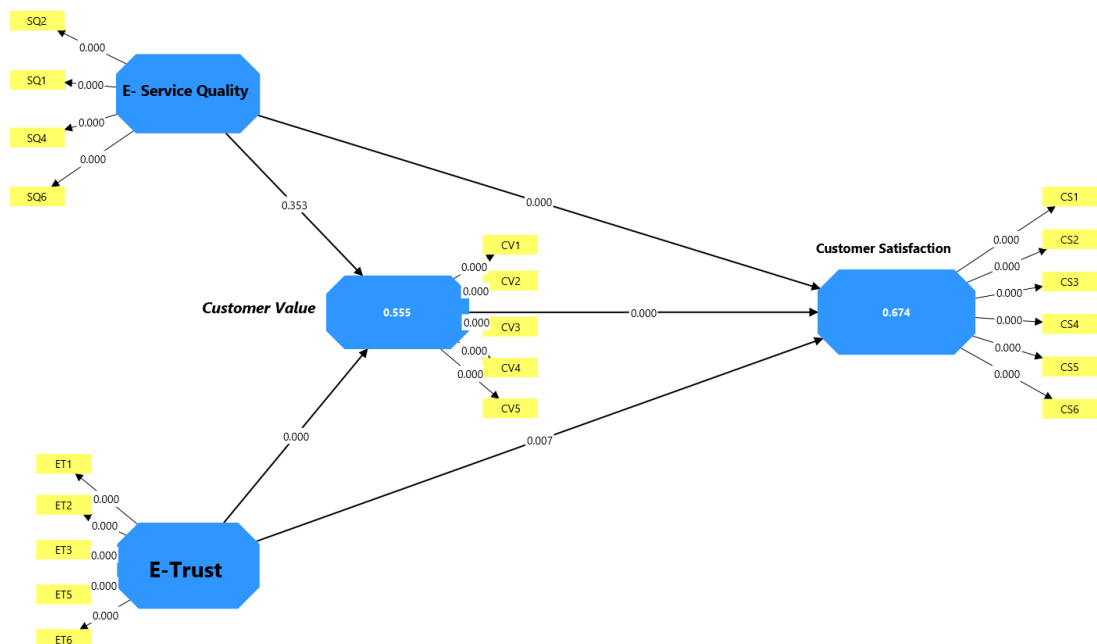 SQ2
0.000
SQ1
0.000
E- Service Quality
0.000
SQ4
0.000
SQ6
0.353
0.000
CS1
0.000
CS2
0.000
Customer Satisfaction
CV1
0.000
CV2
0.000
CS3
0.000
Customer Value
0.555
0.000
CV3
0.000
0.674
0.000
CS4
0.000
CV4
0.000
CV5
0.000
CS5
0.000
CS6
0.000
0.007
ET1
0.000
ET2
0.000
ET3
0.000
E-Trust
ET5
0.000
0.000
ET6